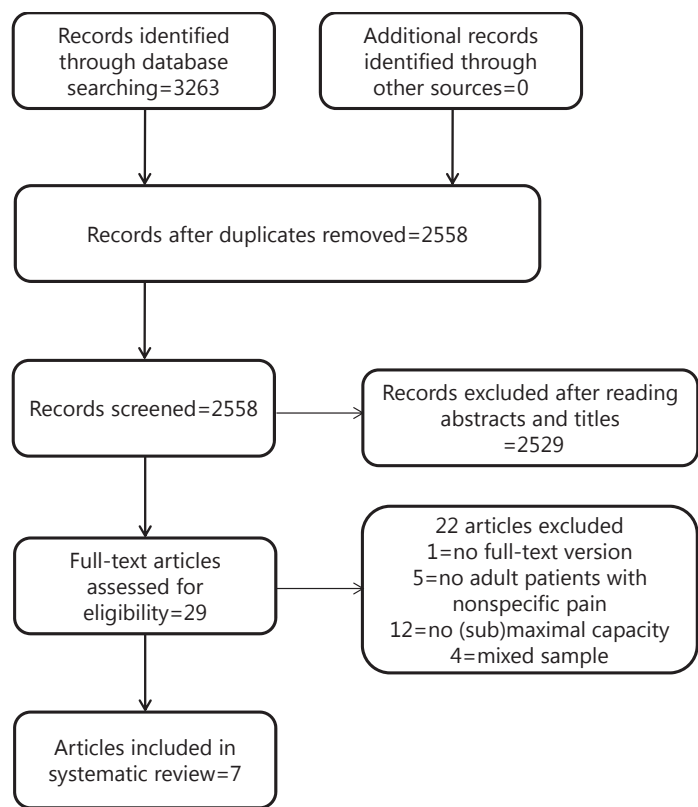 Records identified
through database
searching=3263
Additional records
identified through
other sources=0
Records after duplicates removed=2558
Records screened=2558
Records excluded after reading
abstracts and titles
=2529
Full-text articles
assessed for
eligibility=29
22 articles excluded
1=no full-text version
5=no adult patients with
nonspecific pain
12=no (sub)maximal capacity
4=mixed sample
Articles included in
systematic review=7